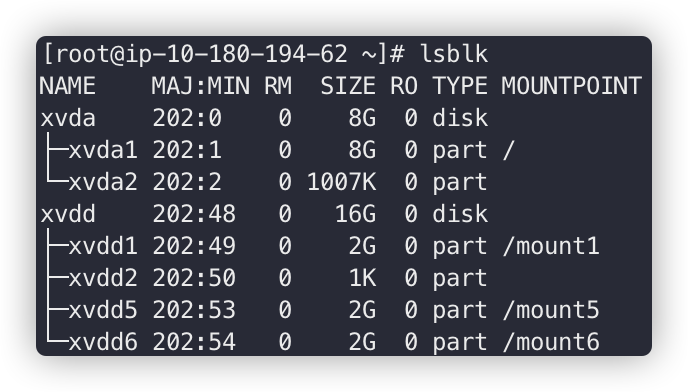 [root@ip-10-180-194-62 ~]# lsblk
NAME    MAJ:MIN RM  SIZE RO TYPE MOUNTPOINT
xvda    202:0    0    8G  0 disk
├─xvda1 202:1    0    8G  0 part /
└─xvda2 202:2    0 1007K  0 part
xvdd    202:48   0   16G  0 disk
├─xvdd1 202:49   0    2G  0 part /mount1
├─xvdd2 202:50   0    1K  0 part
├─xvdd5 202:53   0    2G  0 part /mount5
└─xvdd6 202:54   0    2G  0 part /mount6